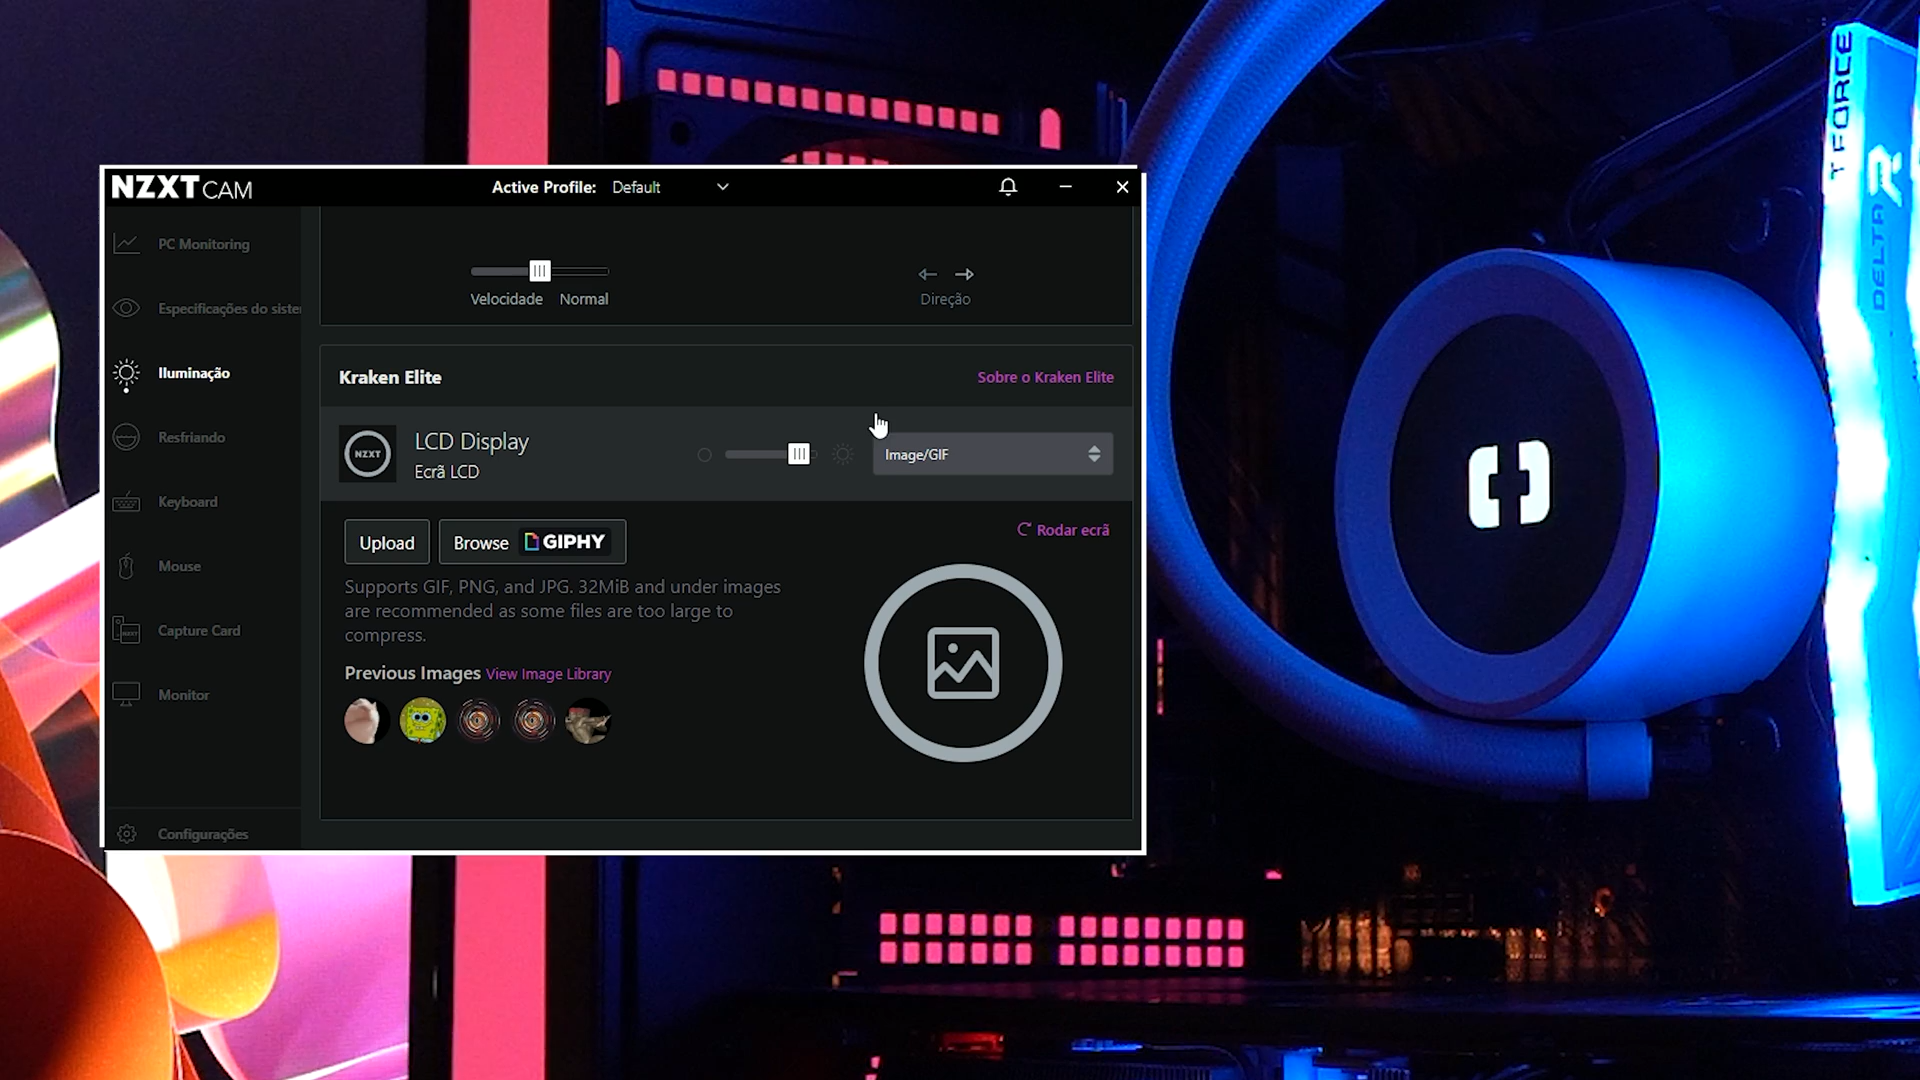 NZXT CAM
Active Profile: Default
PC Monitoring
Especificações do sister
Iluminação
Resfriando
Keyboard
Mouse
Capture Card
Monitor
Configurações
Velocidade Normal
Direção
Kraken Elite
Sobre o Kraken Elite
NZXT
LCD Display
Ecrã LCD
Image/GIF
Upload
Browse GIPHY
Rodar ecrã
Supports GIF, PNG, and JPG. 32MiB and under images
are recommended as some files are too large to
compress.
Previous Images View Image Library
T-FORCE
DELTA R